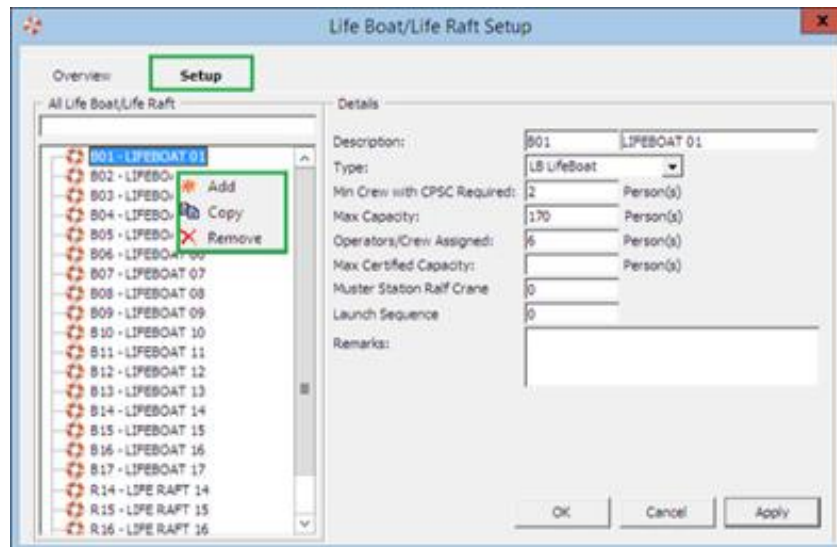 Life Boat/Life Raft Setup
x
Overview Setup
All Life Boat/Life Raft
B01 - LIFEBOAT 01
B02 - LIFEBO
B03 - LIFEBO
B04 - LIFEBO
B05 - LIFEBO
B06 - LIFEBOAT 06
B07 - LIFEBOAT 07
B08 - LIFEBOAT 08
B09 - LIFEBOAT 09
B10 - LIFEBOAT 10
B11 - LIFEBOAT 11
B12 - LIFEBOAT 12
B13 - LIFEBOAT 13
B14 - LIFEBOAT 14
B15 - LIFEBOAT 15
B16 - LIFEBOAT 16
B17 - LIFEBOAT 17
R14 - LIFE RAFT 14
R15 - LIFE RAFT 15
R16 - LIFE RAFT 16
Add
Copy
Remove
Details
Description: B01 LIFEBOAT 01
Type: LB LifeBoat
Min Crew with CPSC Required: 2 Person(s)
Max Capacity: 170 Person(s)
Operators/Crew Assigned: 6 Person(s)
Max Certified Capacity: Person(s)
Muster Station Ralf Crane 0
Launch Sequence 0
Remarks:
OK Cancel Apply